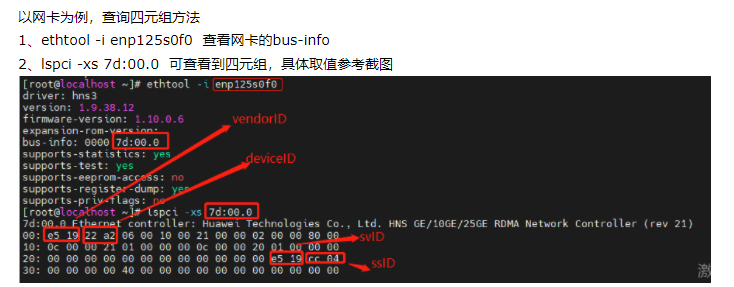 以网卡为例，查询四元组方法
1、ethtool -i enp125s0f0 查看网卡的bus-info
2、lspci -xs 7d:00.0 可查看到四元组，具体取值参考截图
[root@localhost ~]# ethtool -i enp125s0f0
driver: hns3
version: 1.9.38.12
firmware-version: 1.10.0.6
expansion-rom-version:
vendorID
bus-info: 0000 7d:00.0
supports-statistics: yes
deviceID
supports-test: yes
supports-eeprom-access: no
supports-register-dump: yes
supports-priv-flags: no
[root@localhost ~]# lspci -xs 7d:00.0
7d:00.0 Ethernet controller: Huawei Technologies Co., Ltd. HNS GE/10GE/25GE RDMA Network Controller (rev 21)
00: e5 19 22 a2 06 00 10 00 21 00 00 02 00 00 80 00
svID
10: 0c 00 00 21 01 00 00 00 0c 00 00 20 01 00 00 00
20: 00 00 00 00 00 00 00 00 00 00 00 00 e5 19 cc 04
ssID
30: 00 00 00 00 40 00 00 00 00 00 00 00 00 00 00 00
激